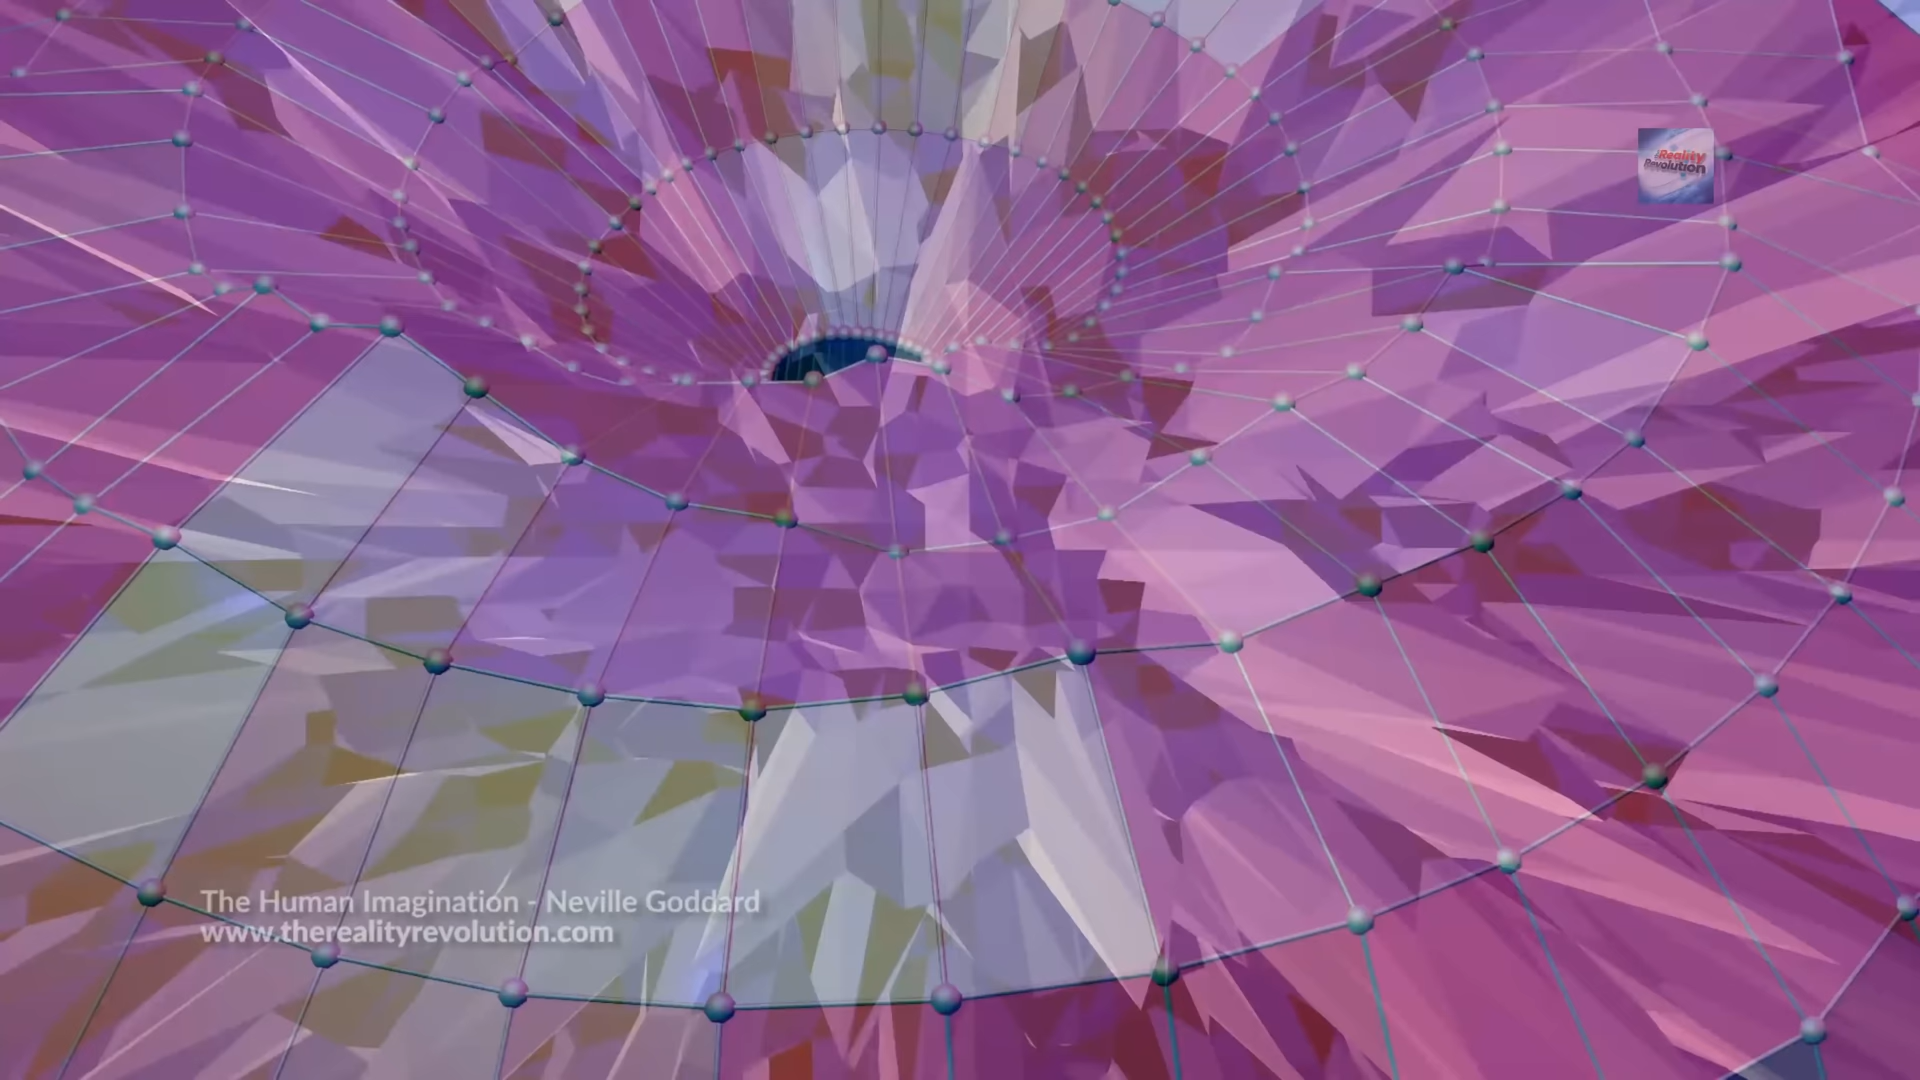 Reality
Revolution
The Human Imagination - Neville Goddard
www.therealityrevolution.com